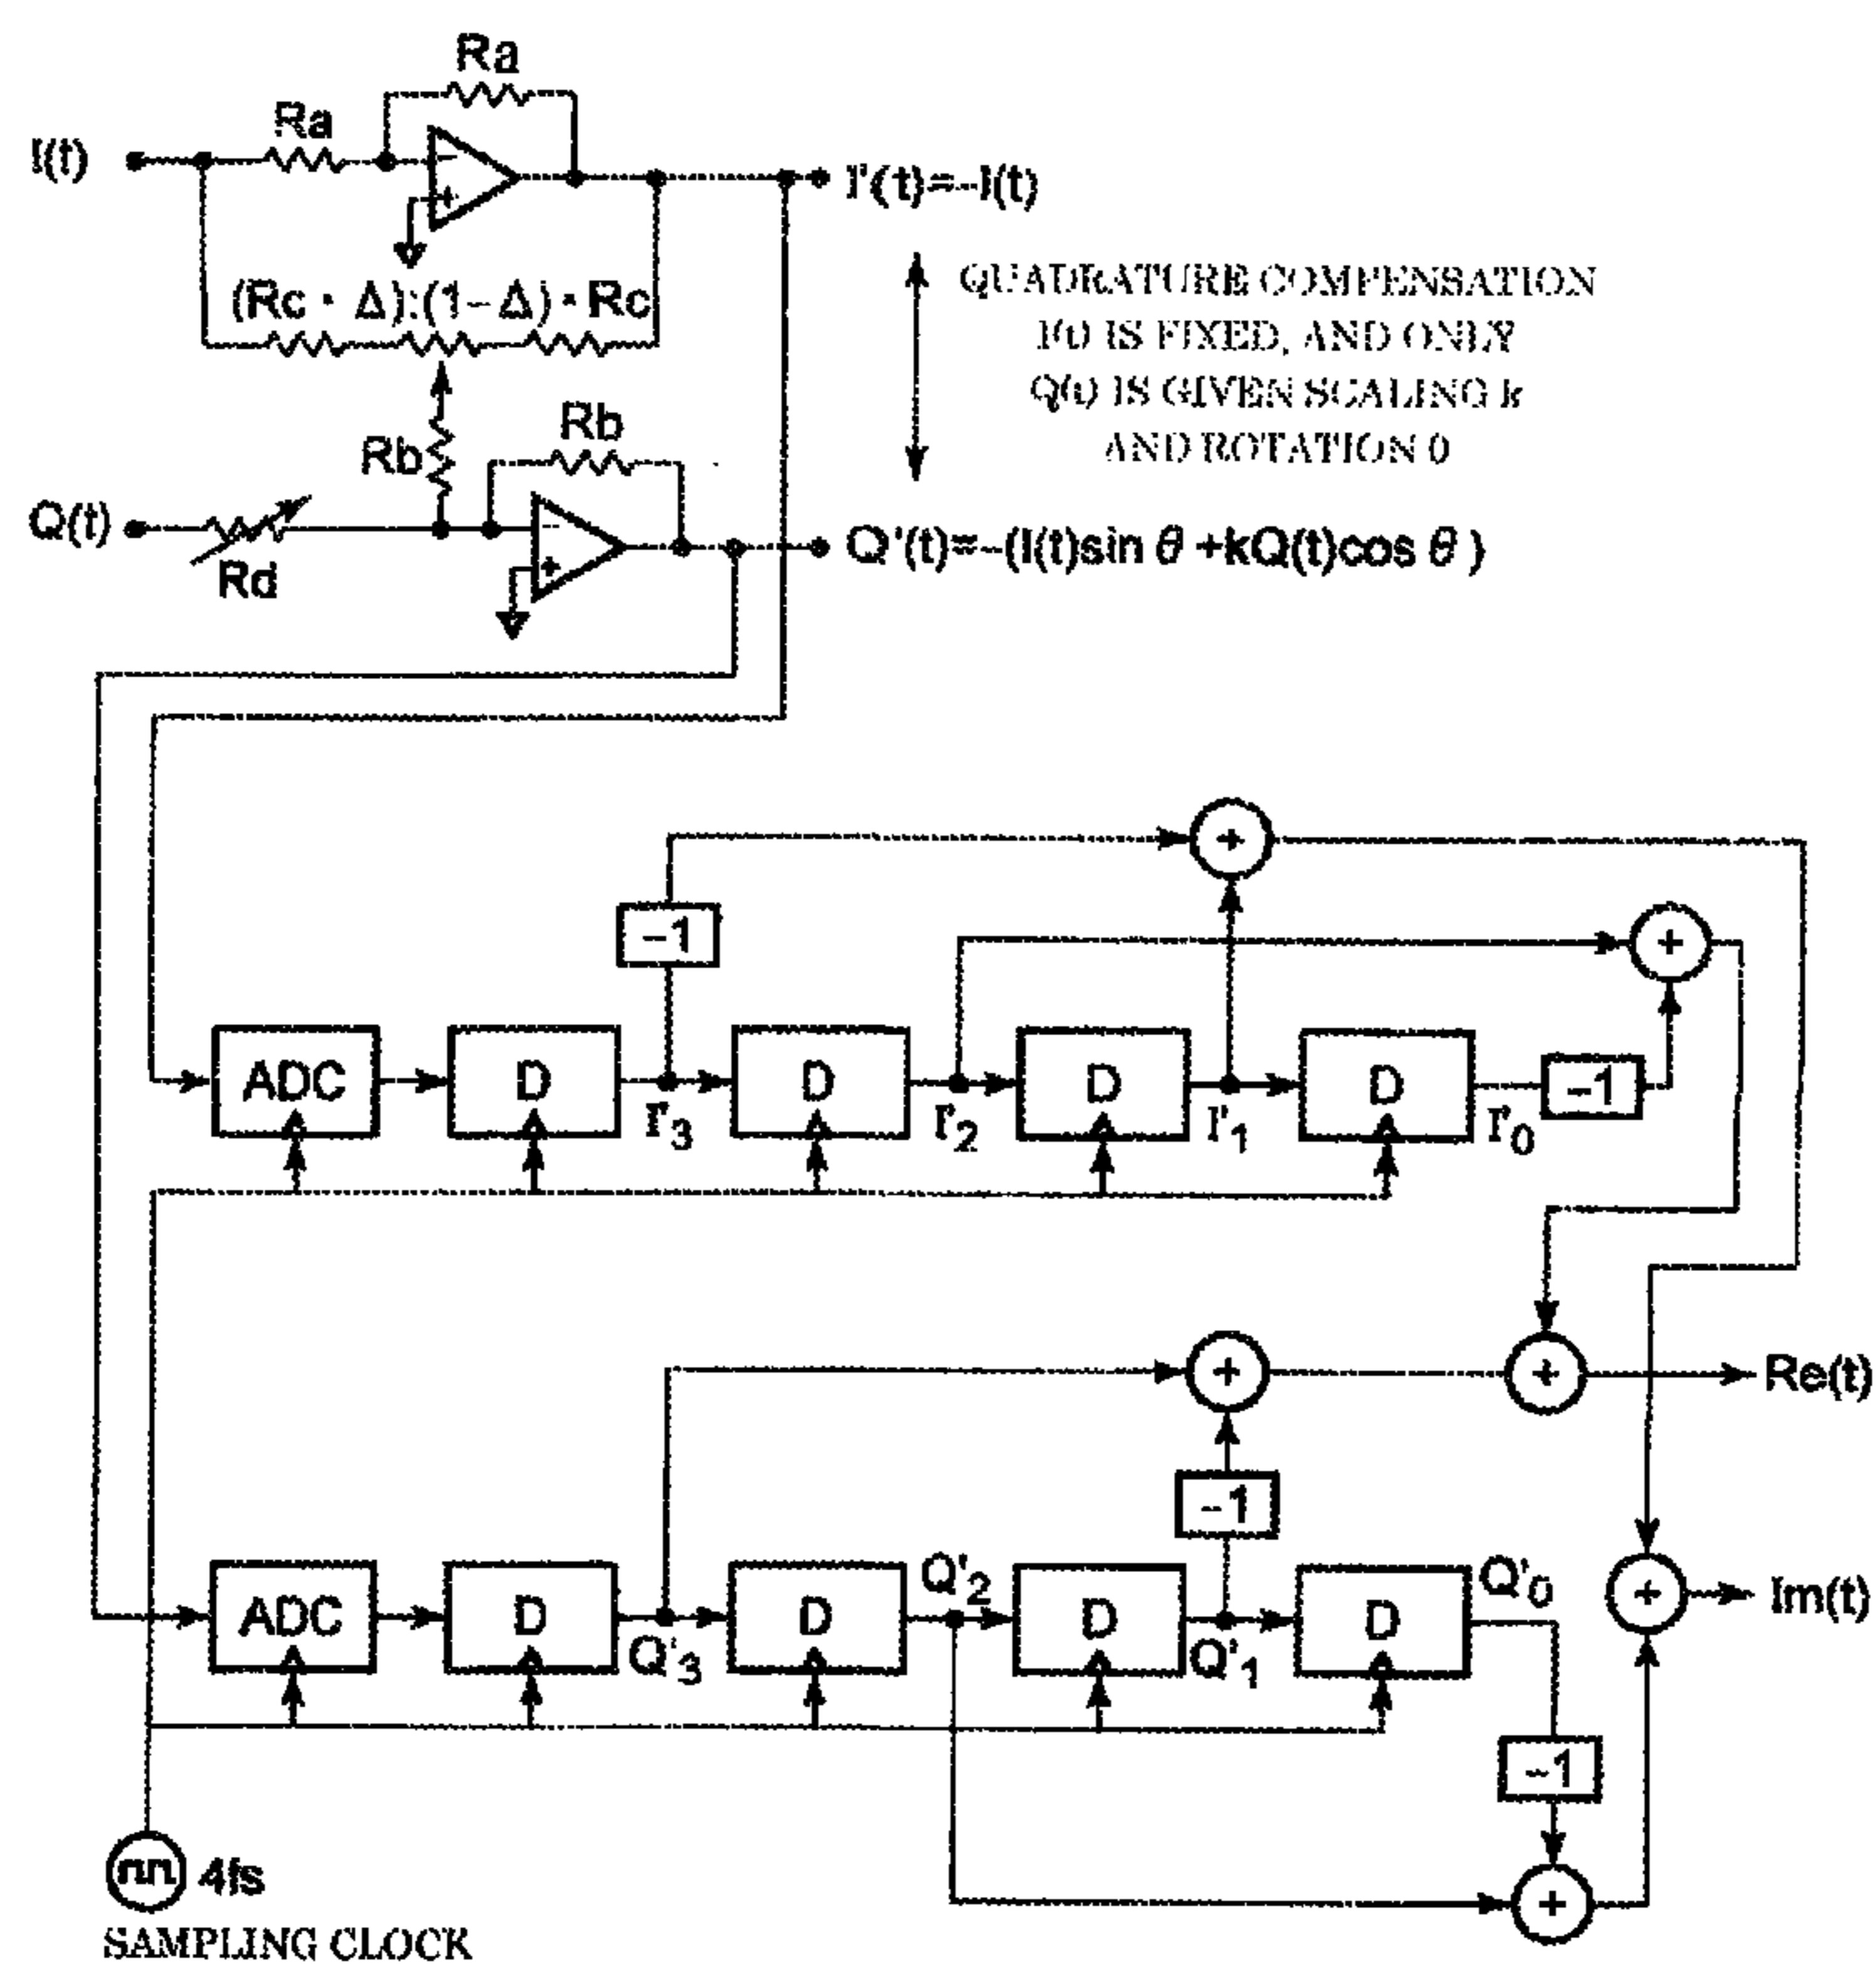 Ra
Ra
I(t)
−
+
I'(t)=−I(t)
(Rc · Δ):(1−Δ) · Rc
QUADRATURE COMPENSATION
I(t) IS FIXED, AND ONLY
Q(t) IS GIVEN SCALING k
AND ROTATION θ
Rb
Rb
Q(t)
−
+
Rd
Q'(t)=−(I(t)sin θ +kQ(t)cos θ )
+
−1
+
ADC
D
D
D
D
−1
I'3
I'2
I'1
I'0
+
+
Re(t)
−1
ADC
D
D
D
D
Q'3
Q'2
Q'1
Q'0
+
Im(t)
−1
+
4fs
SAMPLING CLOCK